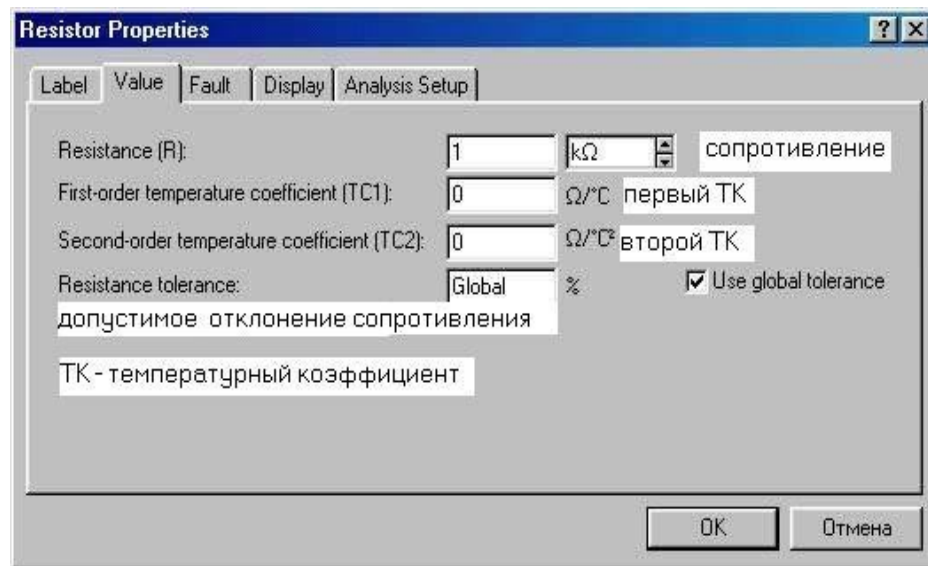 Resistor Properties
Label Value Fault Display Analysis Setup
Resistance (R): 1 kΩ сопротивление
First-order temperature coefficient (TC1): 0 Ω/°C первый ТК
Second-order temperature coefficient (TC2): 0 Ω/°C² второй ТК
Resistance tolerance: Global % Use global tolerance
допустимое отклонение сопротивления
ТК - температурный коэффициент
OK Отмена